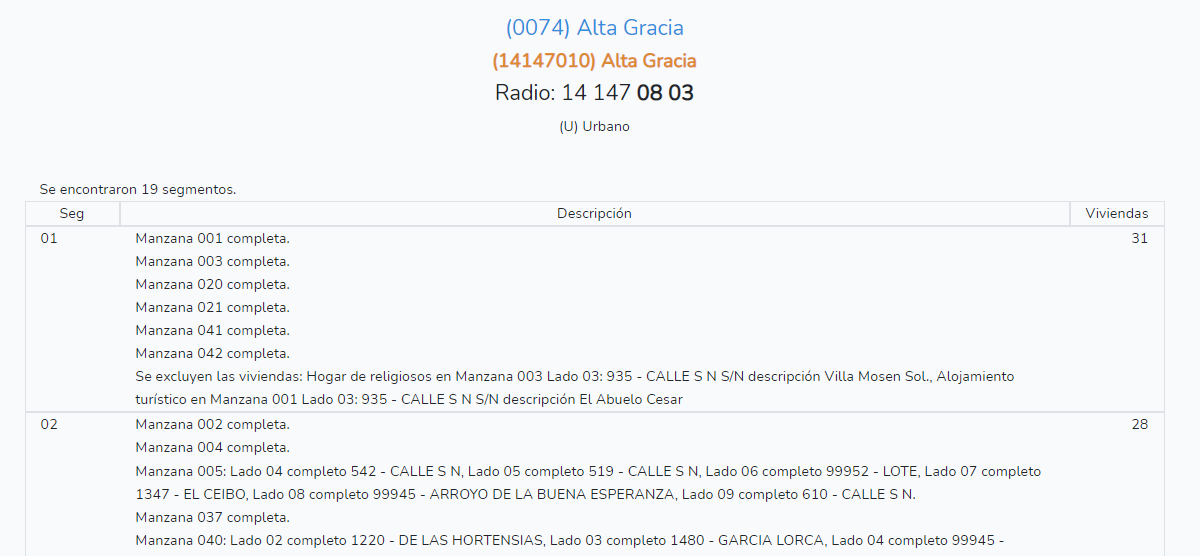 (0074) Alta Gracia
(14147010) Alta Gracia
Radio: 14 147 08 03
(U) Urbano
Se encontraron 19 segmentos.
Seg Descripción Viviendas
01 Manzana 001 completa. 31
Manzana 003 completa.
Manzana 020 completa.
Manzana 021 completa.
Manzana 041 completa.
Manzana 042 completa.
Se excluyen las viviendas: Hogar de religiosos en Manzana 003 Lado 03: 935 - CALLE S N S/N descripción Villa Mosen Sol., Alojamiento
turístico en Manzana 001 Lado 03: 935 - CALLE S N S/N descripción El Abuelo Cesar
02 Manzana 002 completa. 28
Manzana 004 completa.
Manzana 005: Lado 04 completo 542 - CALLE S N, Lado 05 completo 519 - CALLE S N, Lado 06 completo 99952 - LOTE, Lado 07 completo
1347 - EL CEIBO, Lado 08 completo 99945 - ARROYO DE LA BUENA ESPERANZA, Lado 09 completo 610 - CALLE S N.
Manzana 037 completa.
Manzana 040: Lado 02 completo 1220 - DE LAS HORTENSIAS, Lado 03 completo 1480 - GARCIA LORCA, Lado 04 completo 99945 -